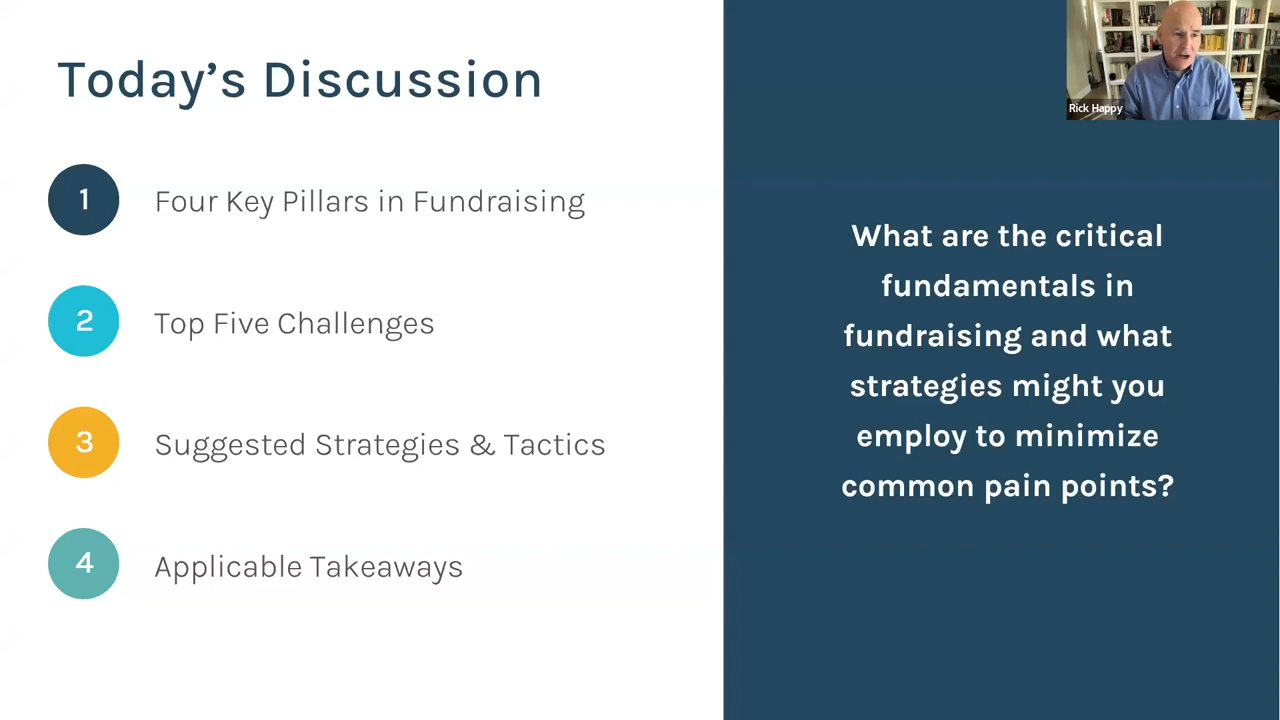 Today’s Discussion
1
Four Key Pillars in Fundraising
2
Top Five Challenges
3
Suggested Strategies & Tactics
4
Applicable Takeaways
What are the critical
fundamentals in
fundraising and what
strategies might you
employ to minimize
common pain points?
Rick Happy